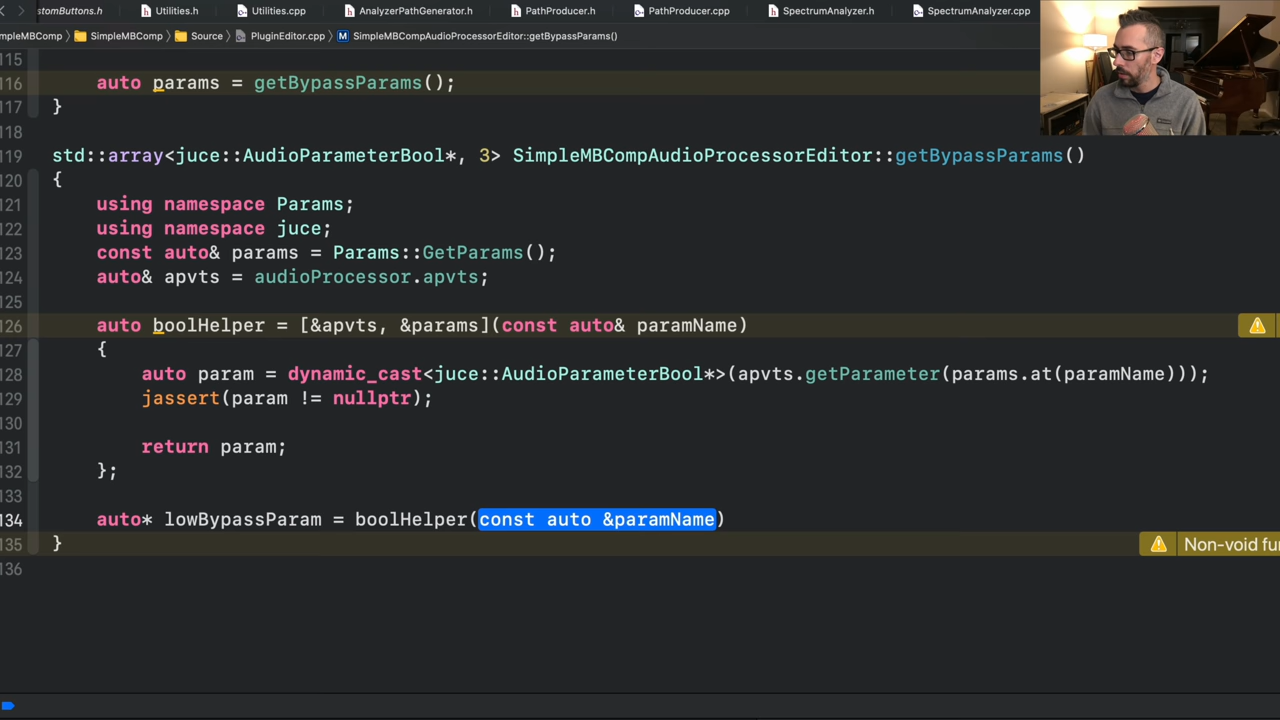 stomButtons.h Utilities.h Utilities.cpp AnalyzerPathGenerator.h PathProducer.h PathProducer.cpp SpectrumAnalyzer.h SpectrumAnalyzer.cpp
mpleMBComp SimpleMBComp Source PluginEditor.cpp SimpleMBCompAudioProcessorEditor::getBypassParams()
115
116 auto params = getBypassParams();
117 }
118
119 std::array<juce::AudioParameterBool*, 3> SimpleMBCompAudioProcessorEditor::getBypassParams()
120 {
121 using namespace Params;
122 using namespace juce;
123 const auto& params = Params::GetParams();
124 auto& apvts = audioProcessor.apvts;
125
126 auto boolHelper = [&apvts, &params](const auto& paramName)
127 {
128 auto param = dynamic_cast<juce::AudioParameterBool*>(apvts.getParameter(params.at(paramName)));
129 jassert(param != nullptr);
130
131 return param;
132 };
133
134 auto* lowBypassParam = boolHelper(const auto &paramName)
135 } Non-void fu
136